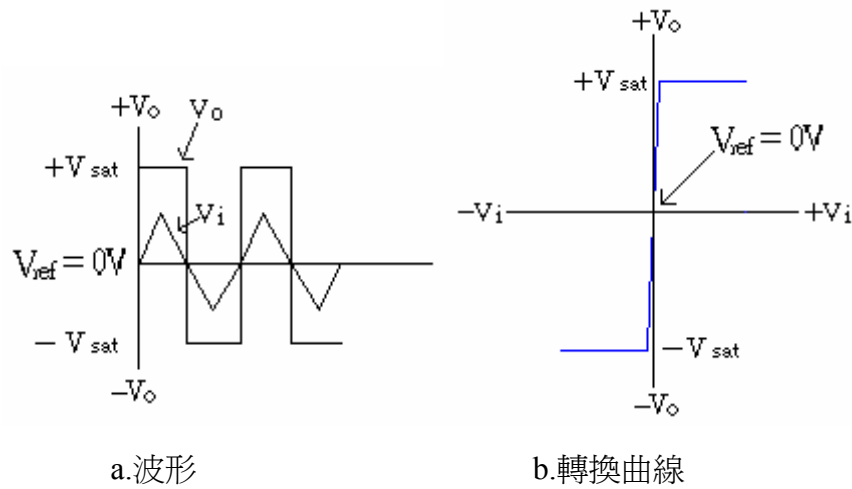 +Vo
Vo
+V sat
Vi
Vref = 0V
− V sat
−Vo
a.波形
+Vo
+V sat
Vref = 0V
−Vi
+Vi
−V sat
−Vo
b.轉換曲線